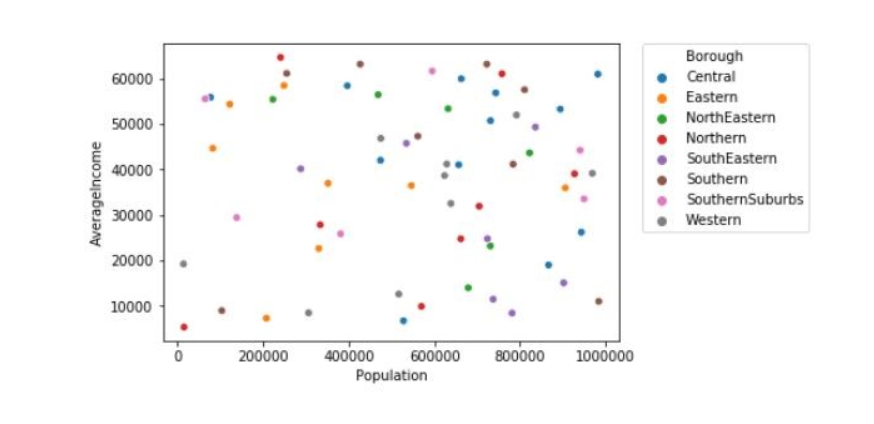 60000
50000
40000
30000
20000
10000
AverageIncome
0 200000 400000 600000 800000 1000000
Population
Borough
Central
Eastern
NorthEastern
Northern
SouthEastern
Southern
SouthernSuburbs
Western